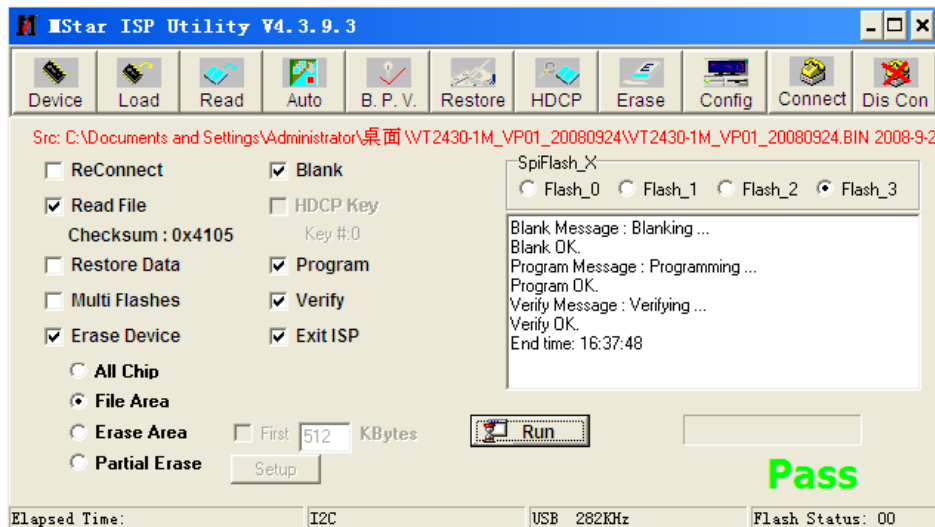 MStar ISP Utility V4.3.9.3
Device Load Read Auto B. P. V. Restore HDCP Erase Config Connect Dis Con
Src: C:\Documents and Settings\Administrator\桌面\VT2430-1M_VP01_20080924\VT2430-1M_VP01_20080924.BIN 2008-9-2
ReConnect Blank
SpiFlash_X
Flash_0 Flash_1 Flash_2 Flash_3
Read File HDCP Key
Checksum : 0x4105 Key #:0
Restore Data Program
Multi Flashes Verify
Erase Device Exit ISP
All Chip
File Area
Erase Area First 512 KBytes
Partial Erase Setup
Blank Message : Blanking ...
Blank OK.
Program Message : Programming ...
Program OK.
Verify Message : Verifying ...
Verify OK.
End time: 16:37:48
Run
Pass
Elapsed Time: I2C USB 282KHz Flash Status: 00